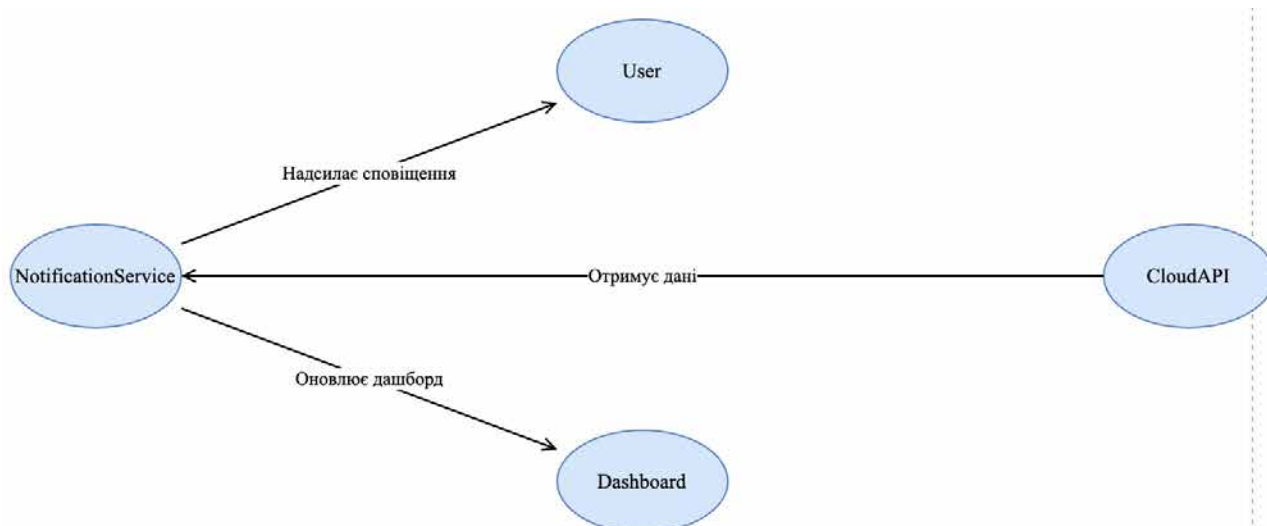 User
Надсилає сповіщення
NotificationService
Отримує дані
CloudAPI
Оновлює дашборд
Dashboard